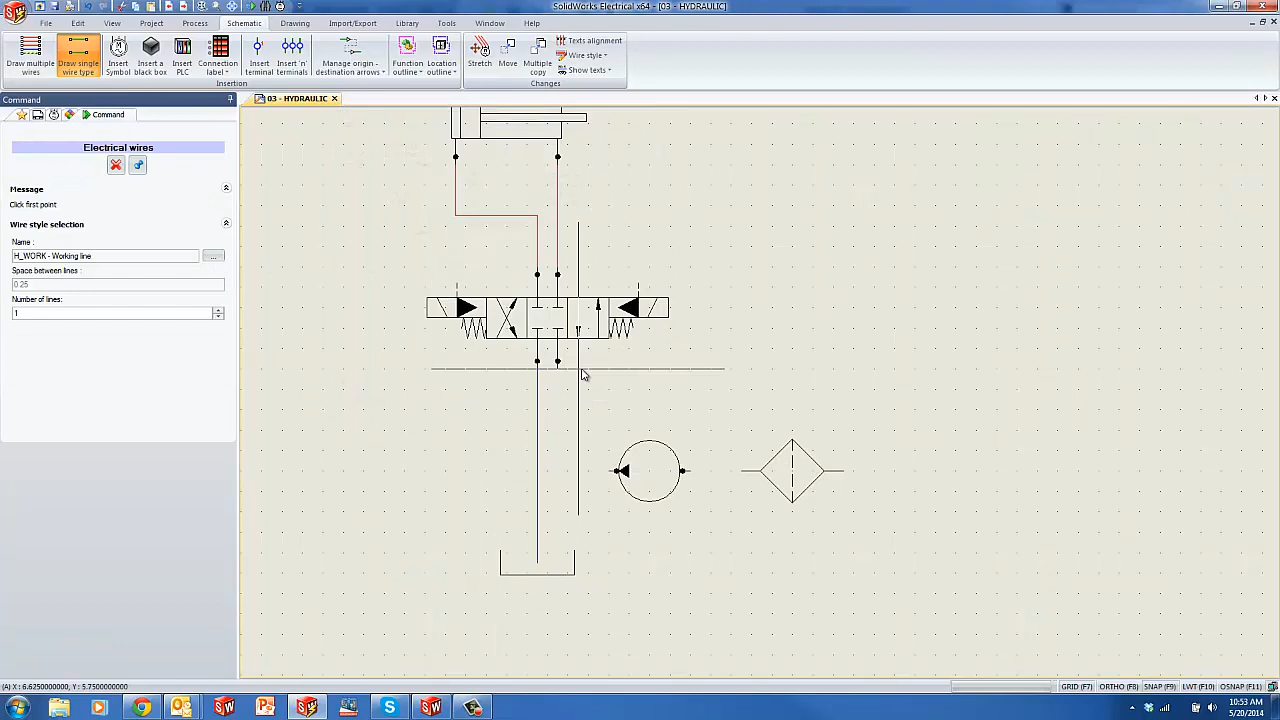 SolidWorks Electrical x64 - [03 - HYDRAULIC]
File Edit View Project Process Schematic Drawing Import/Export Library Tools Window Help
Draw multiple wires
Draw single wire type
Insert Symbol
Insert a black box
Insert PLC
Connection label
Insert terminal
Insert 'n' terminals
Manage origin - destination arrows
Function outline
Location outline
Stretch
Move
Multiple copy
Texts alignment
Wire style
Show texts
Insertion
Changes
Command
03 - HYDRAULIC
Command
Electrical wires
Message
Click first point
Wire style selection
Name :
H_WORK - Working line
...
Space between lines :
0.25
Number of lines:
1
(A) X : 6.6250000000, Y : 5.7500000000
GRID (F7) ORTHO (F8) SNAP (F9) LWT (F10) OSNAP (F11)
10:53 AM
5/20/2014